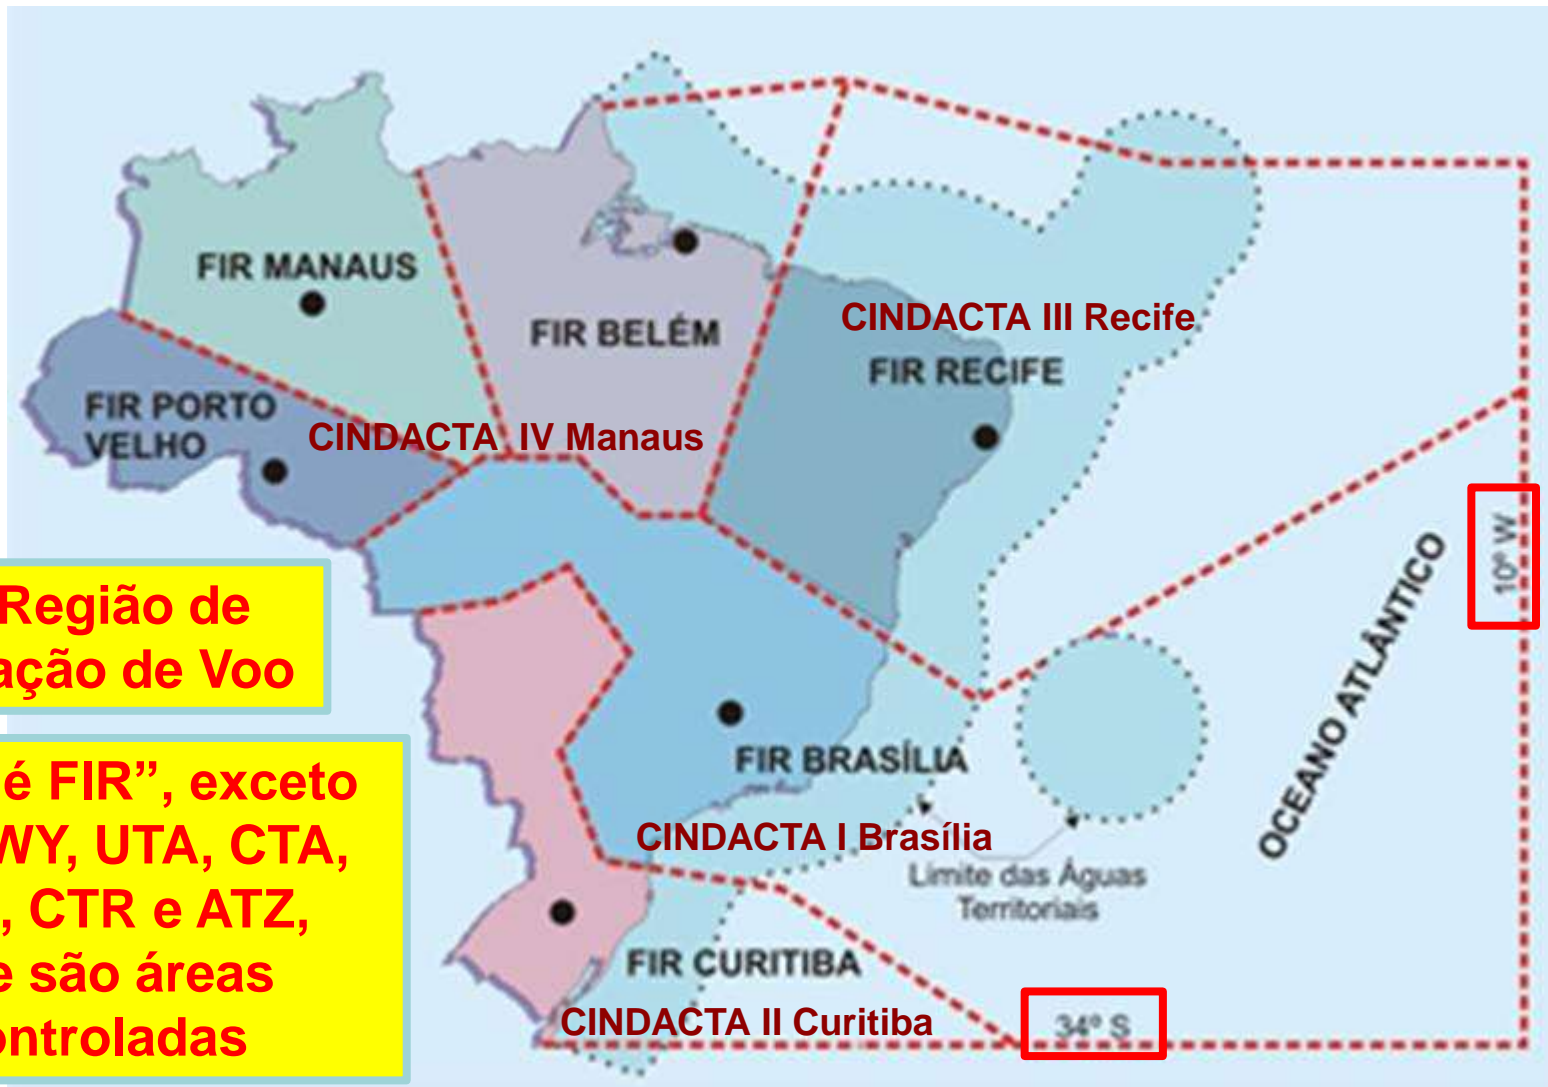 FIR MANAUS
FIR BELÉM
CINDACTA III Recife
FIR RECIFE
FIR PORTO
VELHO
CINDACTA IV Manaus
10º W
OCEANO ATLÂNTICO
Região de
ação de Voo
é FIR”, exceto
WY, UTA, CTA,
, CTR e ATZ,
e são áreas
ontroladas
FIR BRASÍLIA
CINDACTA I Brasília
Limite das Águas
Territoriais
FIR CURITIBA
CINDACTA II Curitiba
34º S